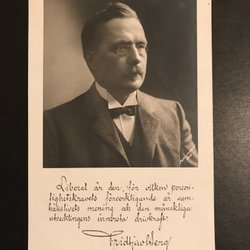 Liberal är den, för vilken person-
lighetskravets förverkligande är sam-
hällslivets mening och den mänskliga
utvecklingens innersta drivkraft.
Fridtjuv Berg